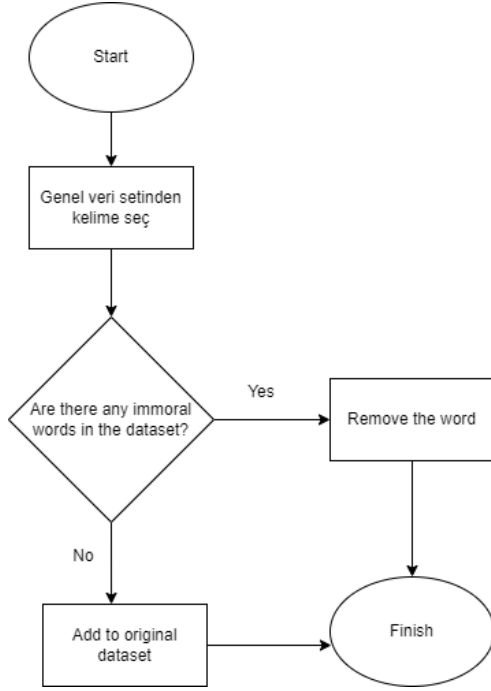 Start
Genel veri setinden
kelime seç
Are there any immoral
words in the dataset?
Yes
Remove the word
No
Add to original
dataset
Finish